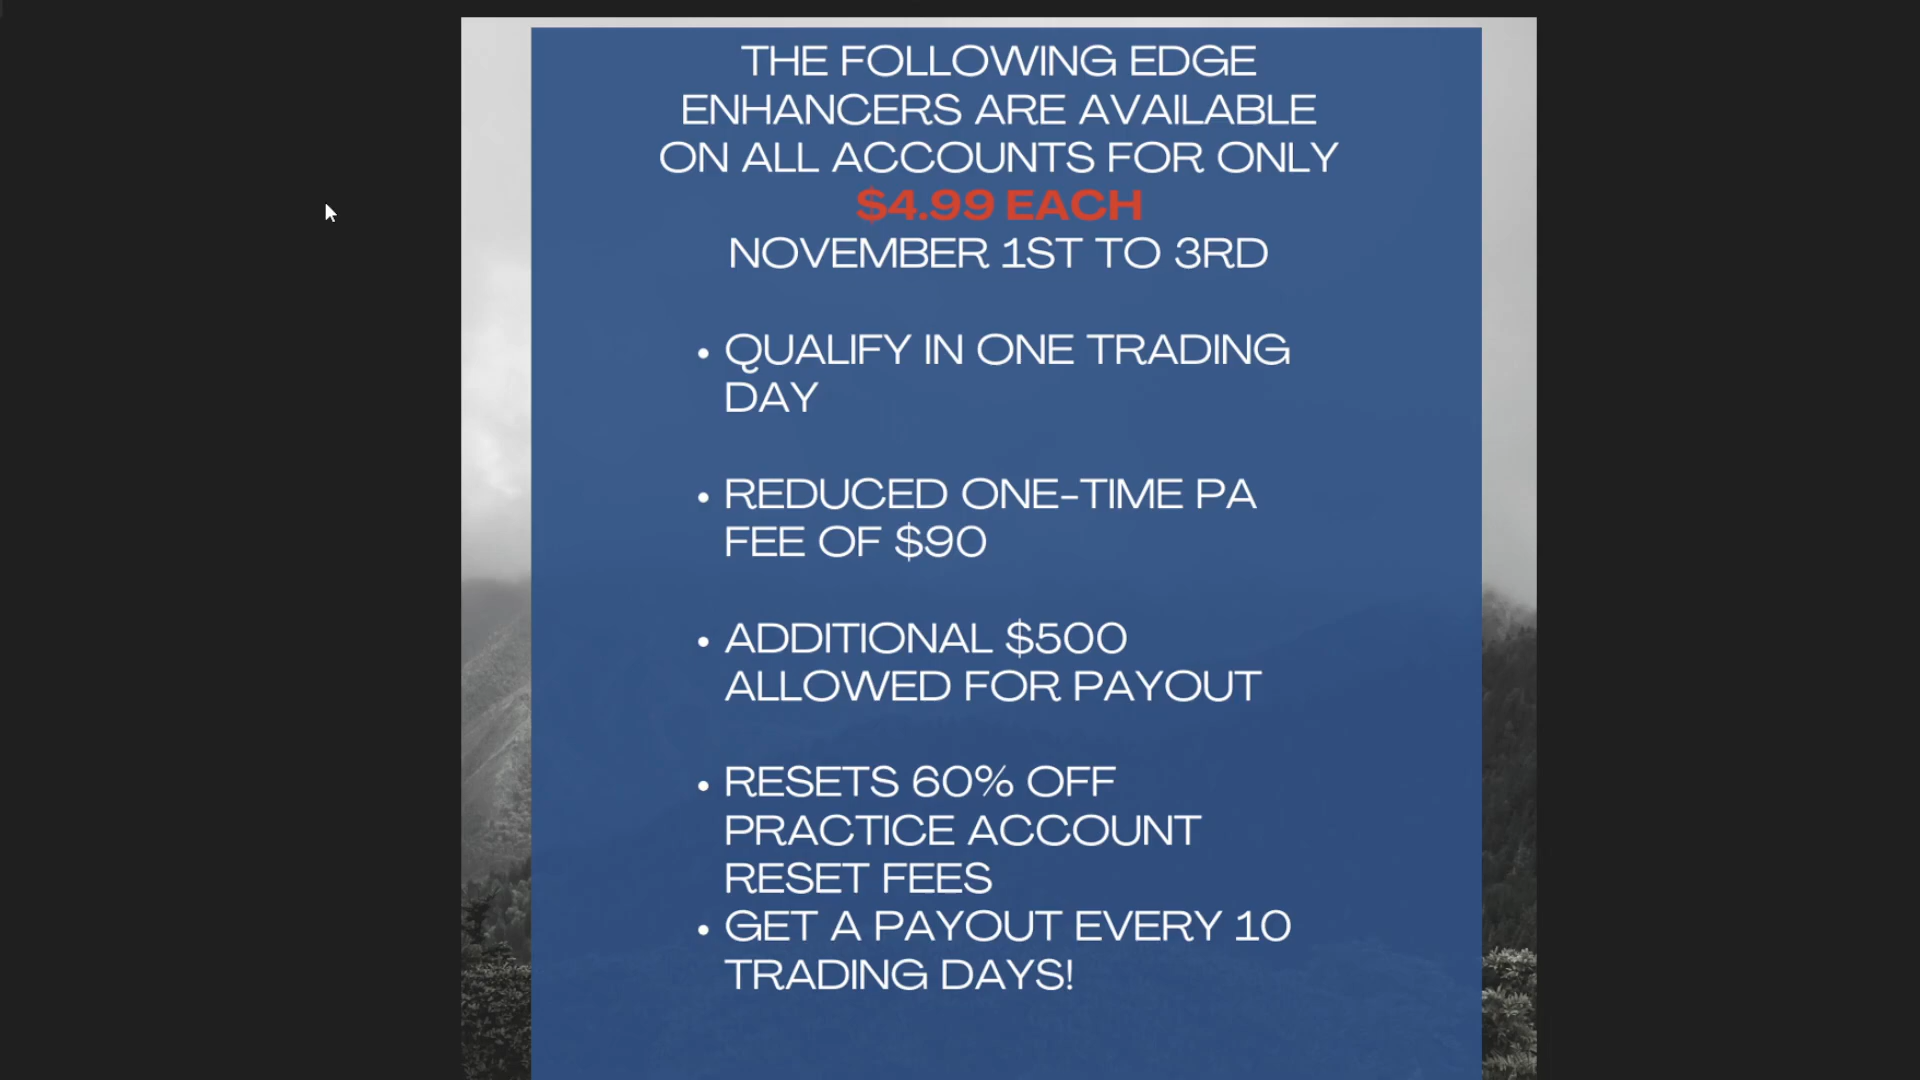 THE FOLLOWING EDGE
ENHANCERS ARE AVAILABLE
ON ALL ACCOUNTS FOR ONLY
$4.99 EACH
NOVEMBER 1ST TO 3RD
• QUALIFY IN ONE TRADING
DAY
• REDUCED ONE-TIME PA
FEE OF $90
• ADDITIONAL $500
ALLOWED FOR PAYOUT
• RESETS 60% OFF
PRACTICE ACCOUNT
RESET FEES
• GET A PAYOUT EVERY 10
TRADING DAYS!